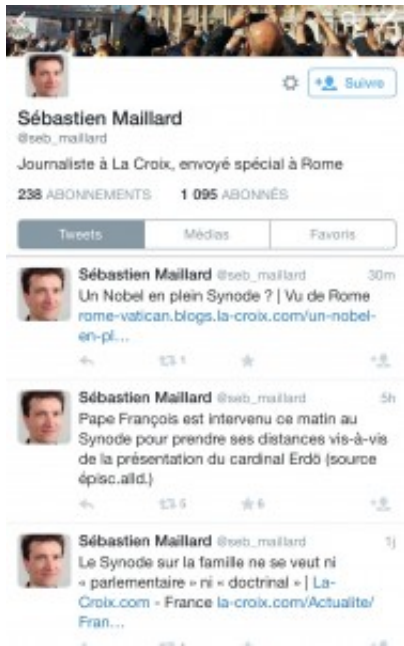 Suivre
Sébastien Maillard
@seb_maillard
Journaliste à La Croix, envoyé spécial à Rome
238 ABONNEMENTS 1 095 ABONNÉS
Tweets Médias Favoris
Sébastien Maillard @seb_maillard 30m
Un Nobel en plein Synode ? | Vu de Rome
rome-vatican.blogs.la-croix.com/un-nobel-
en-pl…
1
Sébastien Maillard @seb_maillard 5h
Pape François est intervenu ce matin au
Synode pour prendre ses distances vis-à-vis
de la présentation du cardinal Erdö (source
épisc.alld.)
5 6
Sébastien Maillard @seb_maillard 1j
Le Synode sur la famille ne se veut ni
« parlementaire » ni « doctrinal » | La-
Croix.com - France la-croix.com/Actualite/
Fran…